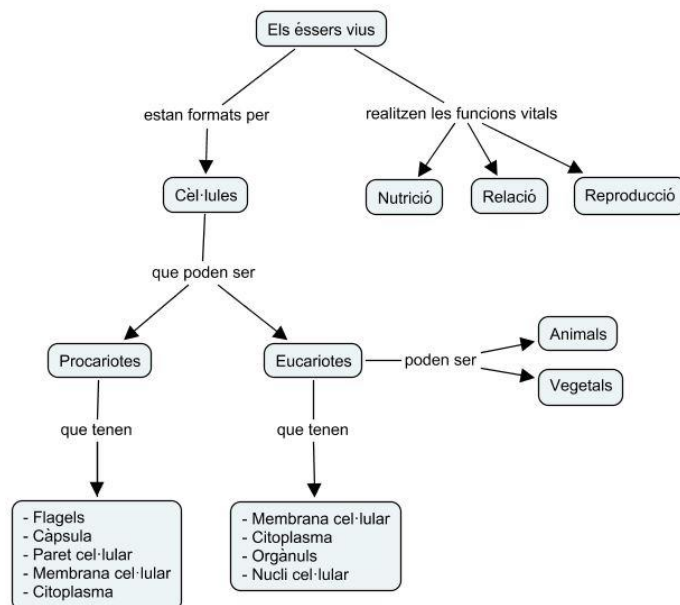 Els éssers vius
estan formats per
realitzen les funcions vitals
Cèl·lules
Nutrició
Relació
Reproducció
que poden ser
Procariotes
Eucariotes
poden ser
Animals
Vegetals
que tenen
que tenen
- Flagels
- Càpsula
- Paret cel·lular
- Membrana cel·lular
- Citoplasma
- Membrana cel·lular
- Citoplasma
- Orgànuls
- Nucli cel·lular